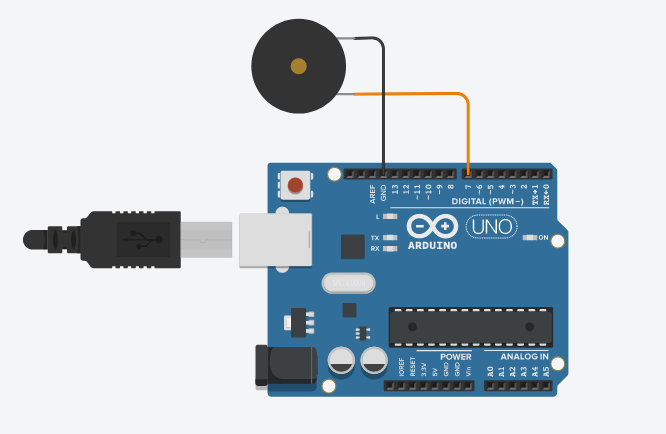 AREF
GND
13
12
~11
~10
~9
8
7
~6
~5
4
~3
2
TX→1
RX←0
DIGITAL (PWM~)
L
TX
RX
ARDUINO
UNO
ON
POWER
ANALOG IN
IOREF
RESET
3.3V
5V
GND
GND
Vin
A0
A1
A2
A3
A4
A5